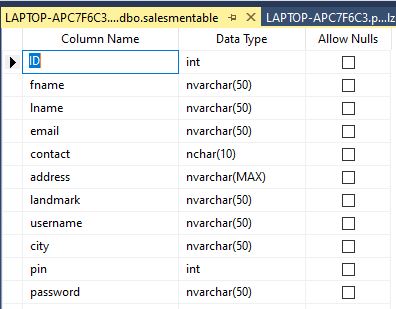 LAPTOP-APC7F6C3....dbo.salesmentable LAPTOP-APC7F6C3.p...lz
Column Name Data Type Allow Nulls
ID int
fname nvarchar(50)
lname nvarchar(50)
email nvarchar(50)
contact nchar(10)
address nvarchar(MAX)
landmark nvarchar(50)
username nvarchar(50)
city nvarchar(50)
pin int
password nvarchar(50)